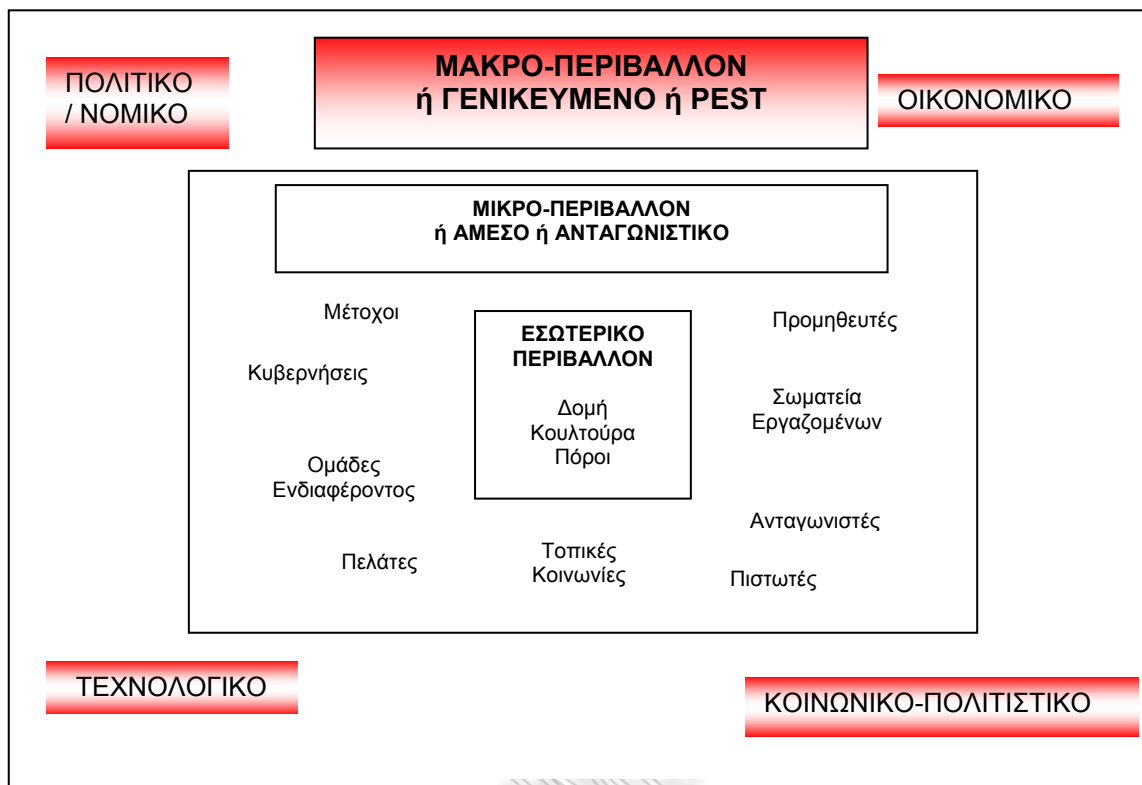 ΠΟΛΙΤΙΚΟ
/ ΝΟΜΙΚΟ
ΜΑΚΡΟ-ΠΕΡΙΒΑΛΛΟΝ
ή ΓΕΝΙΚΕΥΜΕΝΟ ή PEST
ΟΙΚΟΝΟΜΙΚΟ
ΜΙΚΡΟ-ΠΕΡΙΒΑΛΛΟΝ
ή ΑΜΕΣΟ ή ΑΝΤΑΓΩΝΙΣΤΙΚΟ
Μέτοχοι
Κυβερνήσεις
Ομάδες
Ενδιαφέροντος
Πελάτες
ΕΣΩΤΕΡΙΚΟ
ΠΕΡΙΒΑΛΛΟΝ
Δομή
Κουλτούρα
Πόροι
Τοπικές
Κοινωνίες
Προμηθευτές
Σωματεία
Εργαζομένων
Ανταγωνιστές
Πιστωτές
ΤΕΧΝΟΛΟΓΙΚΟ
ΚΟΙΝΩΝΙΚΟ-ΠΟΛΙΤΙΣΤΙΚΟ